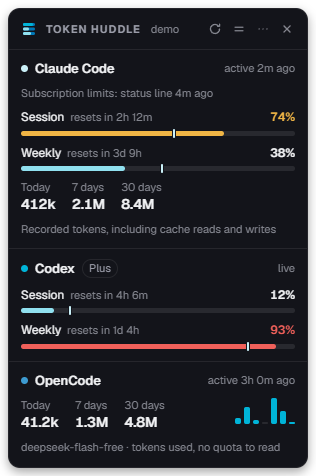 TOKEN HUDDLE demo
Claude Code active 2m ago
Subscription limits: status line 4m ago
Session resets in 2h 12m 74%
Weekly resets in 3d 9h 38%
Today 7 days 30 days
412k 2.1M 8.4M
Recorded tokens, including cache reads and writes
Codex Plus live
Session resets in 4h 6m 12%
Weekly resets in 1d 4h 93%
OpenCode active 3h 0m ago
Today 7 days 30 days
41.2k 1.3M 4.8M
deepseek-flash-free · tokens used, no quota to read